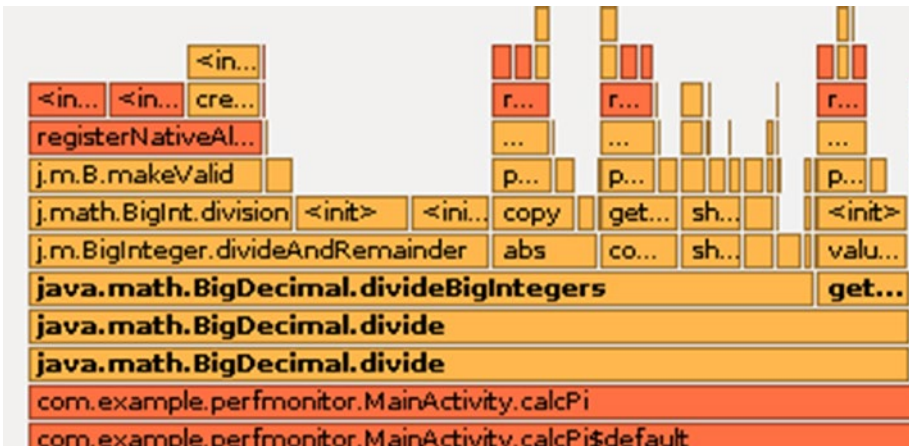 <in...
<in... <in... cre... r... r... r...
registerNativeAl... ... ... ...
j.m.B.makeValid p... p... p...
j.math.BigInt.division <init> <ini... copy get... sh... <init>
j.m.BigInteger.divideAndRemainder abs co... sh... valu...
java.math.BigDecimal.divideBigIntegers get...
java.math.BigDecimal.divide
java.math.BigDecimal.divide
com.example.perfmonitor.MainActivity.calcPi
com.example.perfmonitor.MainActivity.calcPi$default